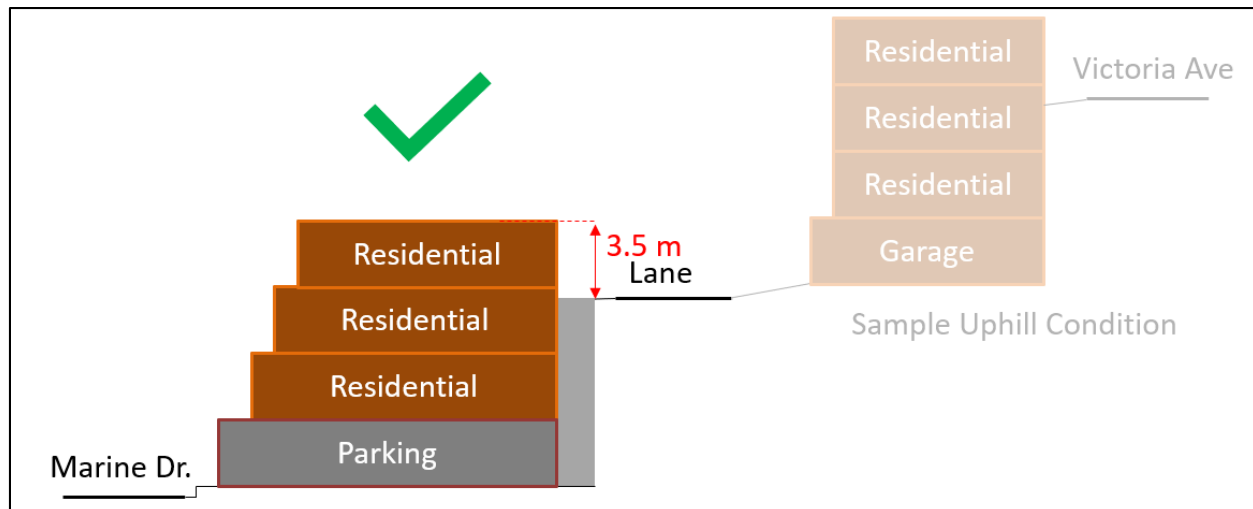 Residential
Victoria Ave
Residential
Residential
Residential
3.5 m
Garage
Lane
Residential
Sample Uphill Condition
Residential
Parking
Marine Dr.